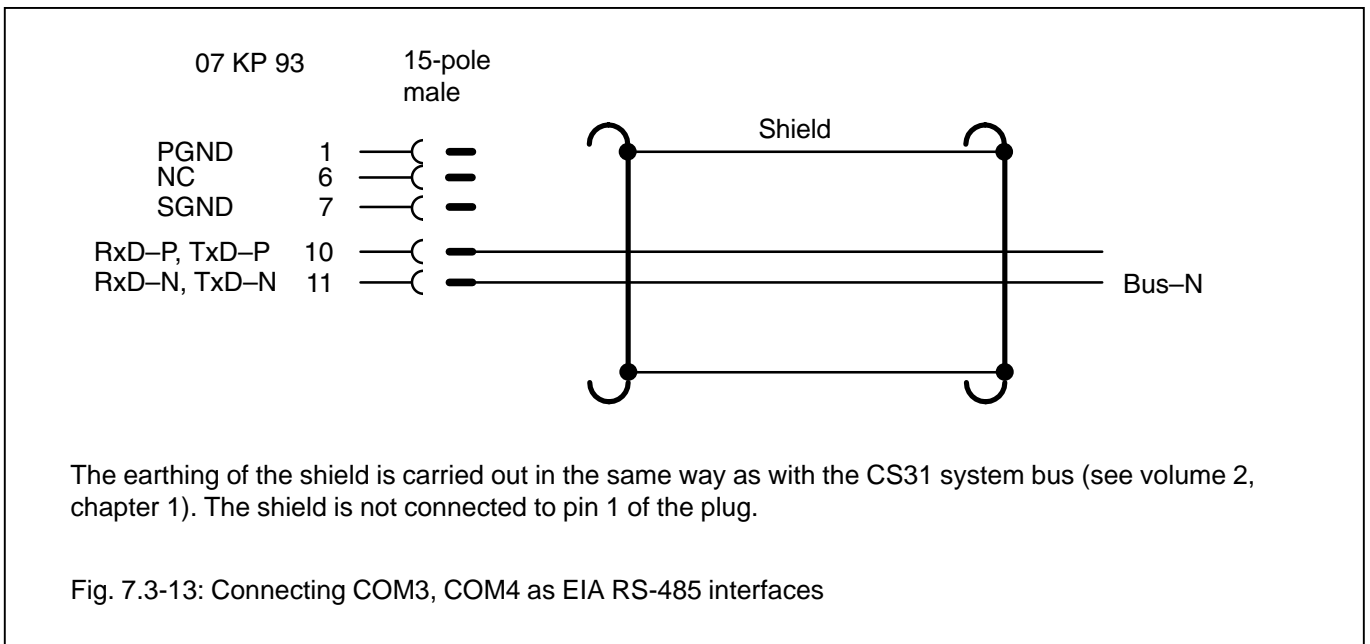 07 KP 93
15-pole
male
Shield
PGND 1
NC 6
SGND 7
RxD–P, TxD–P 10
RxD–N, TxD–N 11
Bus–N
The earthing of the shield is carried out in the same way as with the CS31 system bus (see volume 2,
chapter 1). The shield is not connected to pin 1 of the plug.
Fig. 7.3-13: Connecting COM3, COM4 as EIA RS-485 interfaces